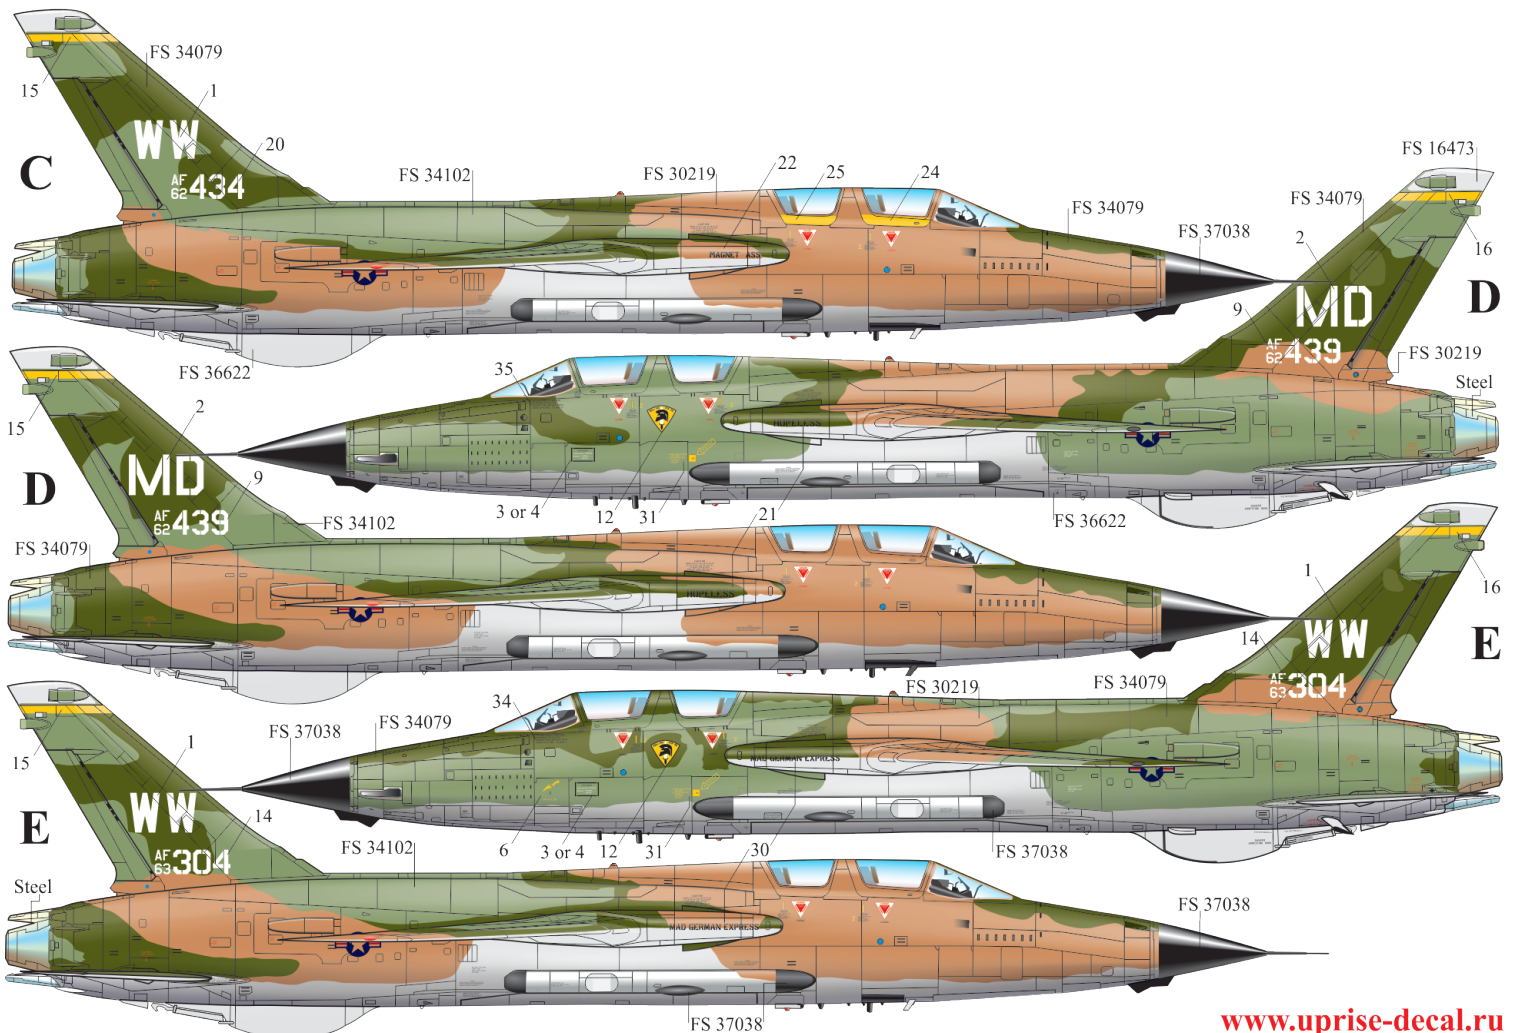 FS 34079
15
1
WW
20
C
AF
62
434
FS 34102
FS 30219
22
25
24
FS 34079
FS 37038
MAGNET ASS
FS 36622
FS 16473
FS 34079
2
16
9
MD
D
AF
62
439
FS 30219
Steel
35
HOPELESS
3 or 4
12
31
FS 36622
15
2
MD
9
D
AF
62
439
FS 34102
FS 34079
21
HOPELESS
1
16
14
WW
E
AF
63
304
FS 30219
FS 34079
34
FS 34079
FS 37038
MAD GERMAN EXPRESS
6
3 or 4
12
31
30
FS 37038
15
1
WW
14
E
AF
63
304
FS 34102
Steel
MAD GERMAN EXPRESS
FS 37038
FS 37038
www.uprise-decal.ru